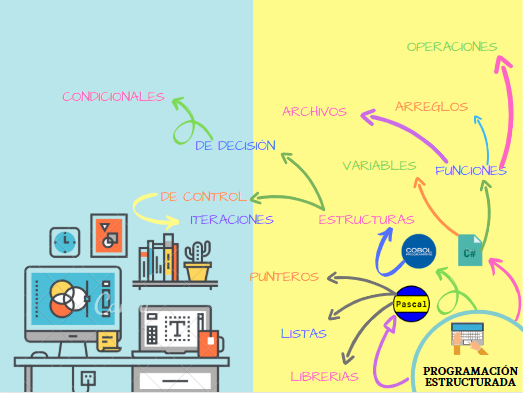 OPERACIONES
CONDICIONALES
ARCHIVOS
ARREGLOS
DE DECISIÓN
VARIABLES
FUNCIONES
DE CONTROL
ITERACIONES
ESTRUCTURAS
COBOL
C#
PUNTEROS
Pascal
T
LISTAS
LIBRERIAS
PROGRAMACIÓN
ESTRUCTURADA